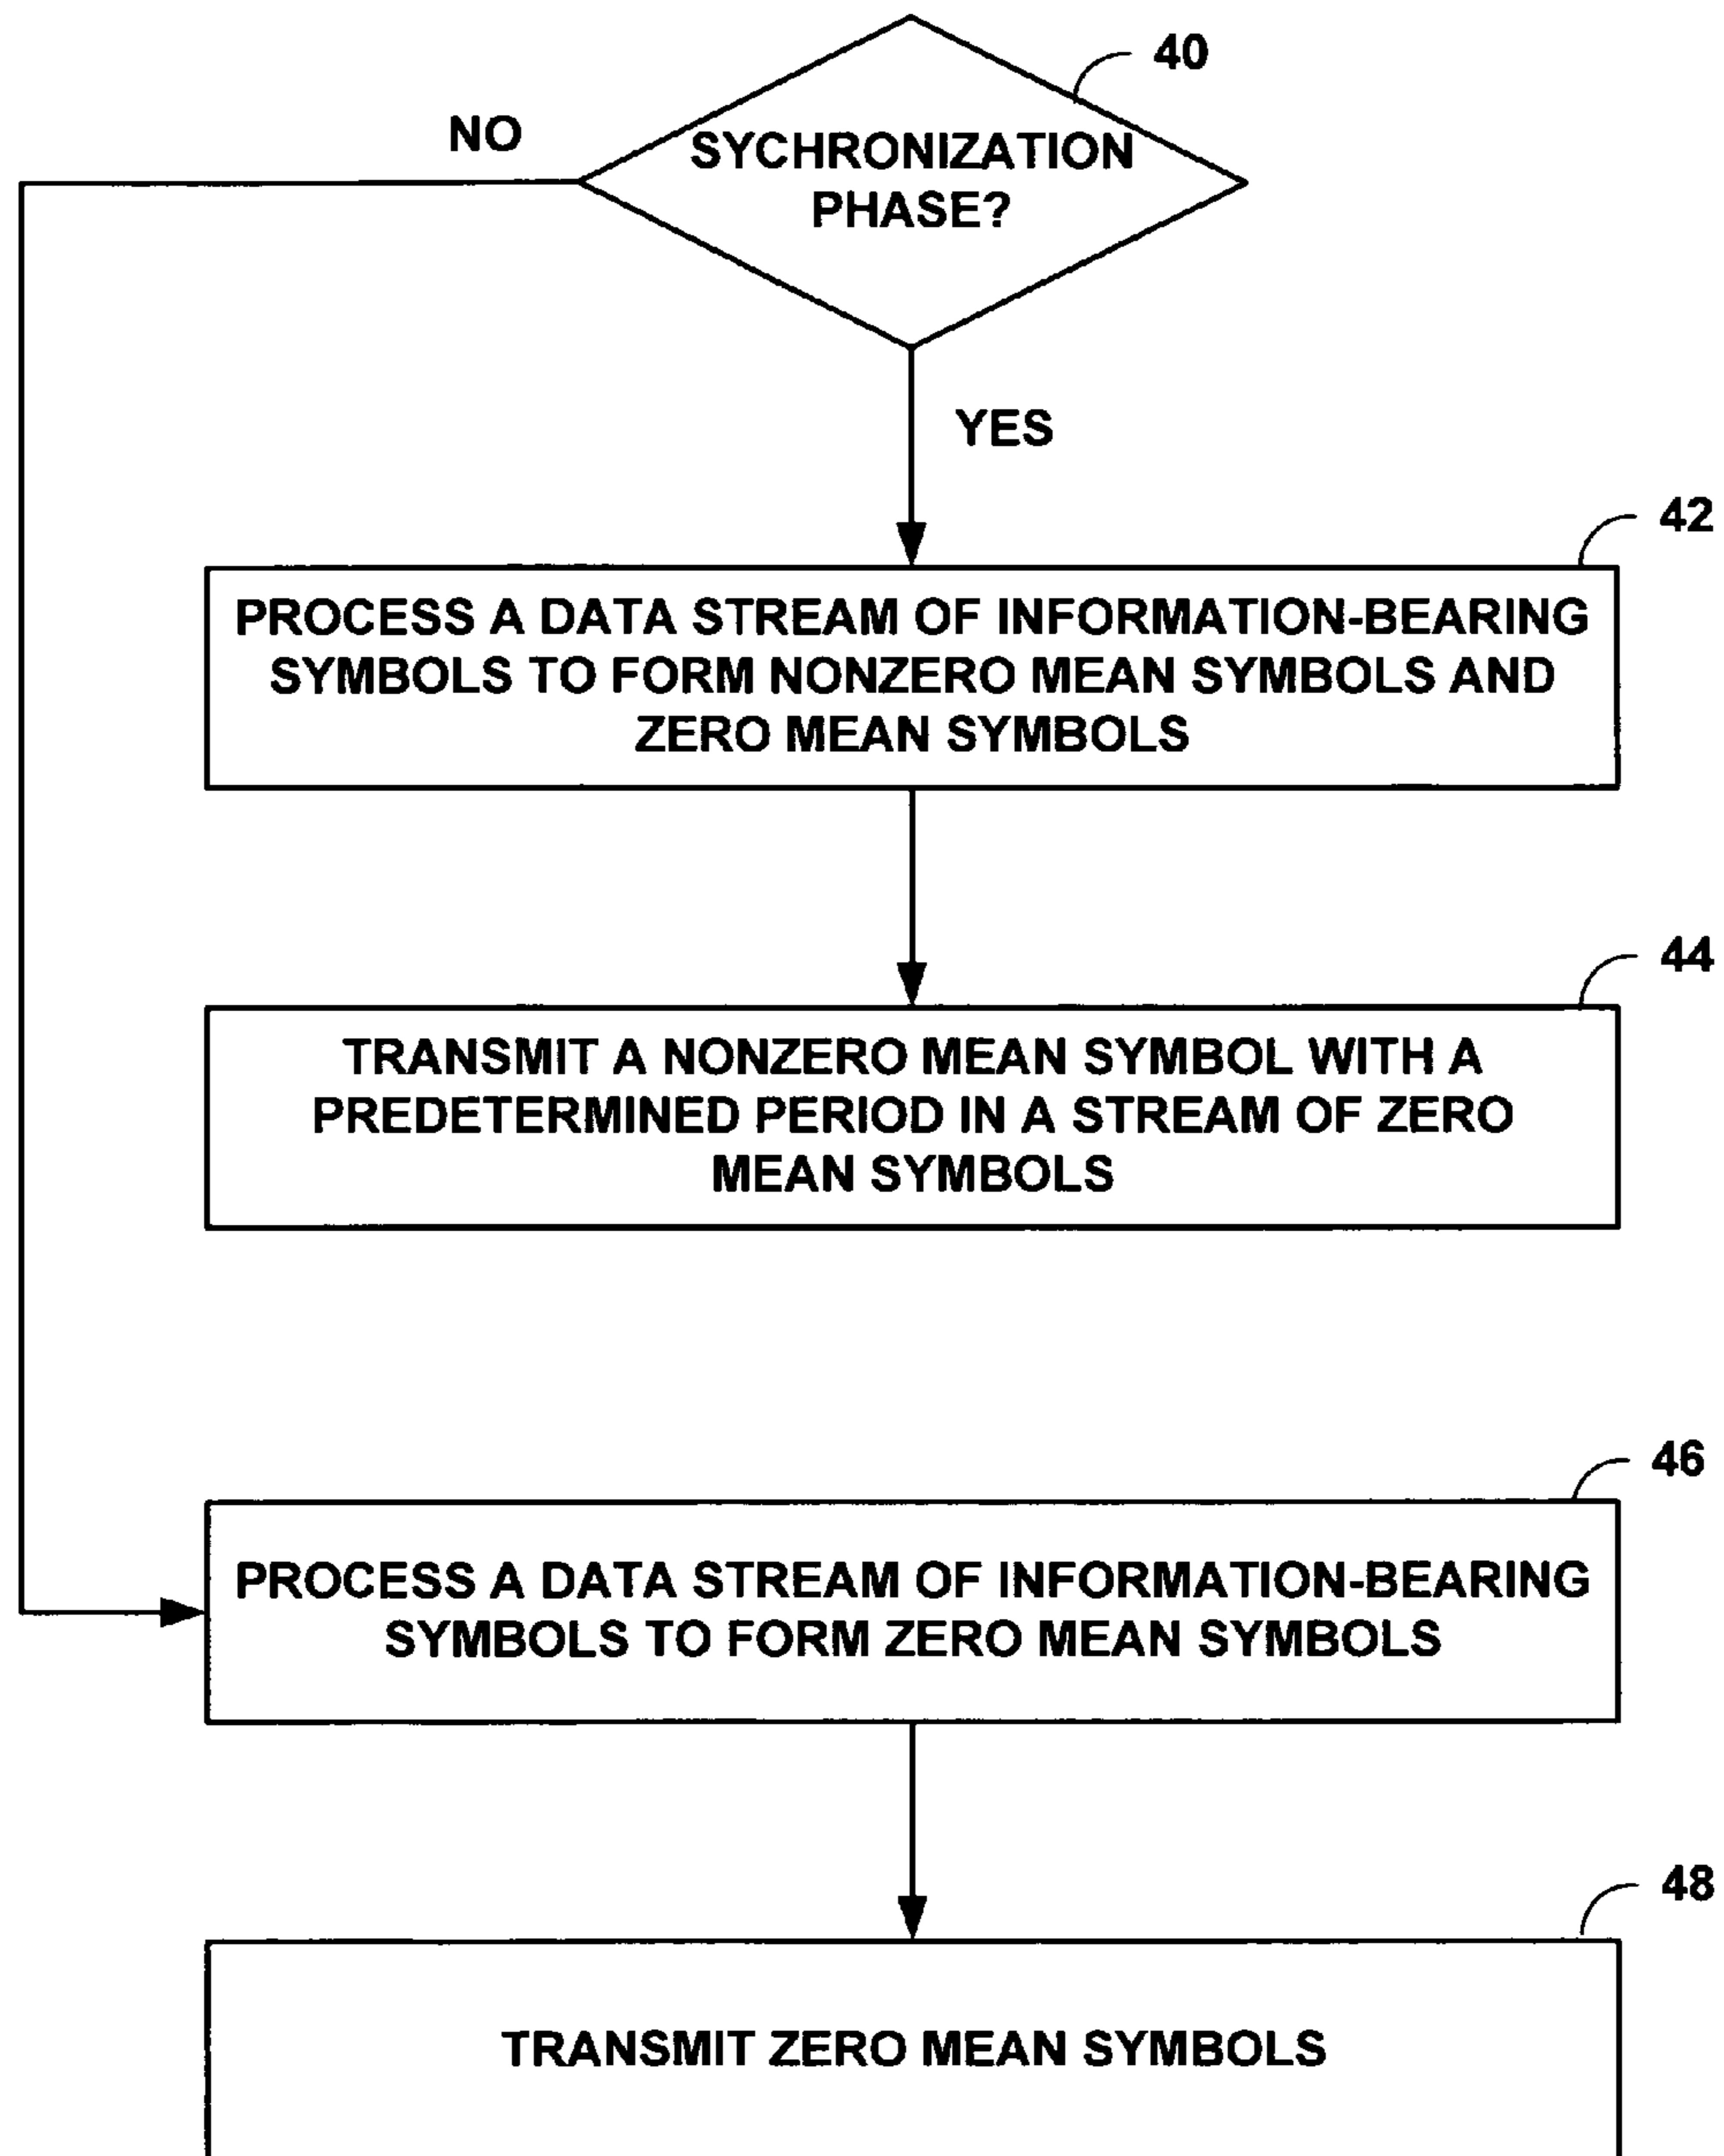 40
NO
SYCHRONIZATION
PHASE?
YES
42
PROCESS A DATA STREAM OF INFORMATION-BEARING
SYMBOLS TO FORM NONZERO MEAN SYMBOLS AND
ZERO MEAN SYMBOLS
44
TRANSMIT A NONZERO MEAN SYMBOL WITH A
PREDETERMINED PERIOD IN A STREAM OF ZERO
MEAN SYMBOLS
46
PROCESS A DATA STREAM OF INFORMATION-BEARING
SYMBOLS TO FORM ZERO MEAN SYMBOLS
48
TRANSMIT ZERO MEAN SYMBOLS